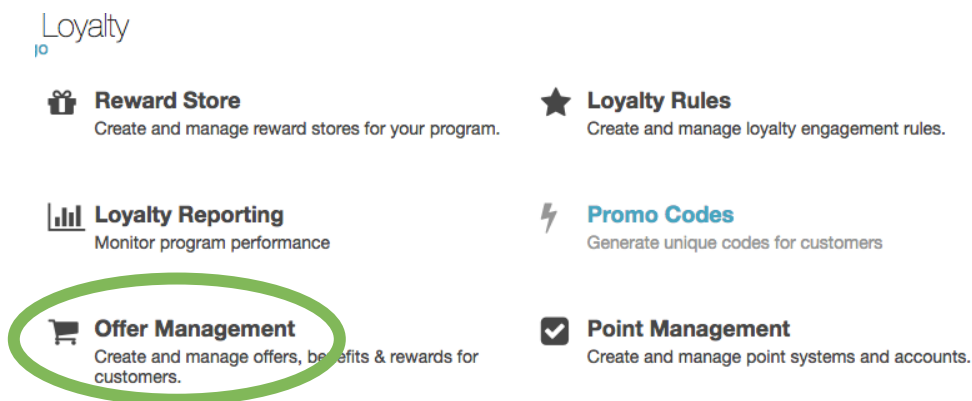 Loyalty
go
Reward Store
Create and manage reward stores for your program.
Loyalty Rules
Create and manage loyalty engagement rules.
Loyalty Reporting
Monitor program performance
Promo Codes
Generate unique codes for customers
Offer Management
Create and manage offers, benefits & rewards for
customers.
Point Management
Create and manage point systems and accounts.